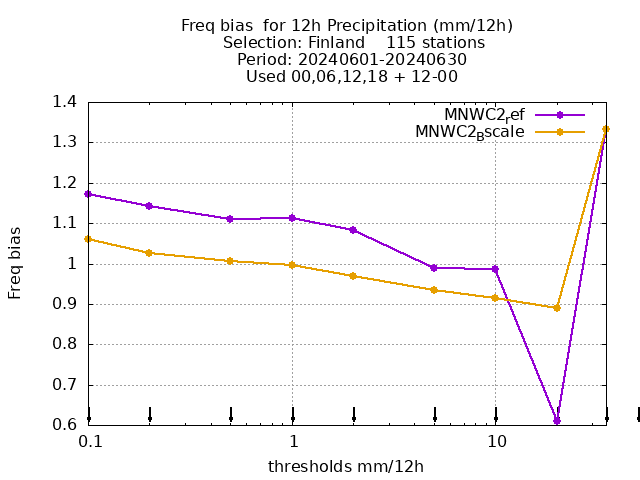 Freq bias  for 12h Precipitation (mm/12h)
Selection: Finland    115 stations
Period: 20240601-20240630
Used 00,06,12,18 + 12-00
MNWC2ref
MNWC2Bscale
1.4
1.3
1.2
1.1
1
0.9
0.8
0.7
0.6
Freq bias
0.1 1 10
thresholds mm/12h